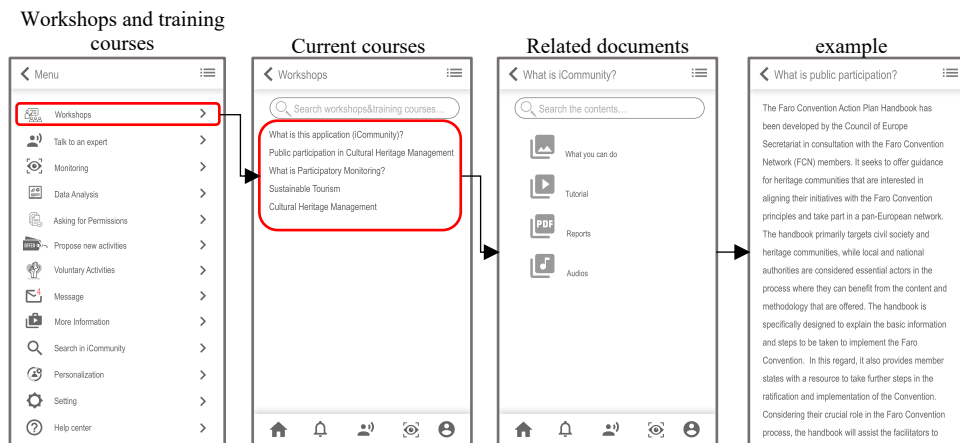 Workshops and training
courses
Menu
Workshops
Talk to an expert
Monitoring
Data Analysis
Asking for Permissions
Propose new activities
Voluntary Activities
4
Message
More Information
Search in iCommunity
Personalization
Setting
Help center
Current courses
Workshops
Search workshops&training courses...
What is this application (iCommunity)?
Public participation in Cultural Heritage Management
What is Participatory Monitoring?
Sustainable Tourism
Cultural Heritage Management
Related documents
What is iCommunity?
Search the contents...
What you can do
Tutorial
PDF
Reports
Audios
example
What is public participation?
The Faro Convention Action Plan Handbook has
been developed by the Council of Europe
Secretariat in consultation with the Faro Convention
Network (FCN) members. It seeks to offer guidance
for heritage communities that are interested in
aligning their initiatives with the Faro Convention
principles and take part in a pan-European network.
The handbook primarily targets civil society and
heritage communities, while local and national
authorities are considered essential actors in the
process where they can benefit from the content and
methodology that are offered. The handbook is
specifically designed to explain the basic information
and steps to be taken to implement the Faro
Convention. In this regard, it also provides member
states with a resource to take further steps in the
ratification and implementation of the Convention.
Considering their crucial role in the Faro Convention
process, the handbook will assist the facilitators to